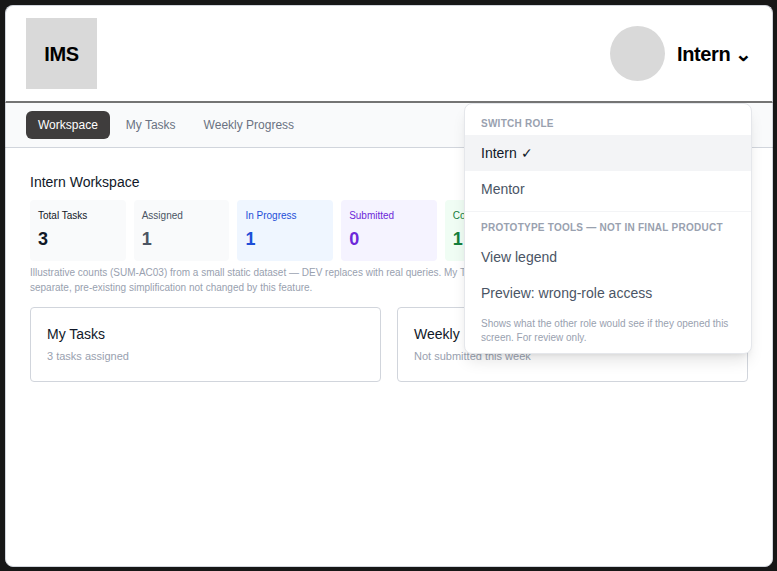 IMS
Intern
Workspace
My Tasks
Weekly Progress
SWITCH ROLE
Intern ✓
Mentor
PROTOTYPE TOOLS — NOT IN FINAL PRODUCT
View legend
Preview: wrong-role access
Shows what the other role would see if they opened this
screen. For review only.
Intern Workspace
Total Tasks
3
Assigned
1
In Progress
1
Submitted
0
Co
1
Illustrative counts (SUM-AC03) from a small static dataset — DEV replaces with real queries. My T
separate, pre-existing simplification not changed by this feature.
My Tasks
3 tasks assigned
Weekly
Not submitted this week